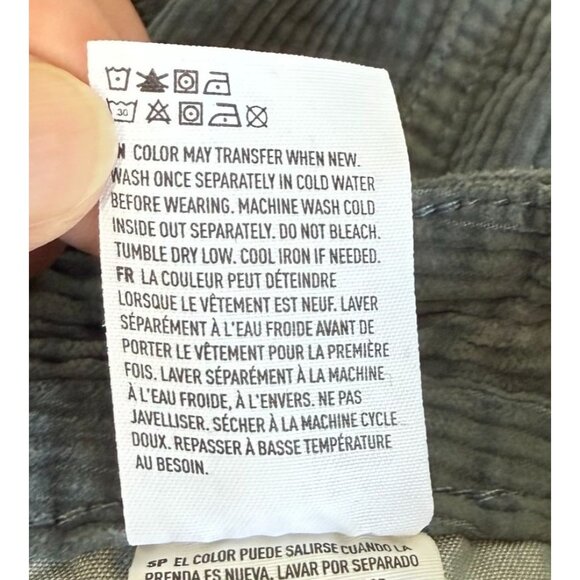 30
N COLOR MAY TRANSFER WHEN NEW.
WASH ONCE SEPARATELY IN COLD WATER
BEFORE WEARING. MACHINE WASH COLD
INSIDE OUT SEPARATELY. DO NOT BLEACH.
TUMBLE DRY LOW. COOL IRON IF NEEDED.
FR LA COULEUR PEUT DÉTEINDRE
LORSQUE LE VÊTEMENT EST NEUF. LAVER
SÉPARÉMENT À L'EAU FROIDE AVANT DE
PORTER LE VÊTEMENT POUR LA PREMIÈRE
FOIS. LAVER SÉPARÉMENT À LA MACHINE
À L'EAU FROIDE, À L'ENVERS. NE PAS
JAVELLISER. SÉCHER À LA MACHINE CYCLE
DOUX. REPASSER À BASSE TEMPÉRATURE
AU BESOIN.
SP EL COLOR PUEDE SALIRSE CUANDO LA
PRENDA ES NUEVA. LAVAR POR SEPARADO